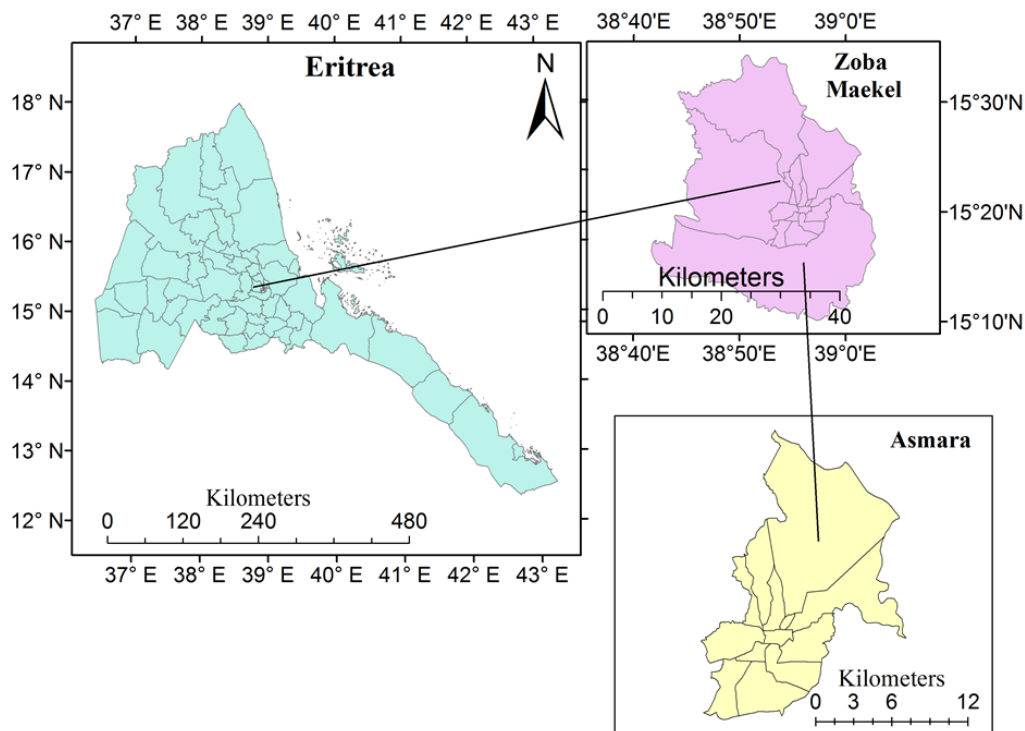 37° E 38° E 39° E 40° E 41° E 42° E 43° E
Eritrea
N
18° N
17° N
16° N
15° N
14° N
13° N
12° N
Kilometers
0 120 240 480
37° E 38° E 39° E 40° E 41° E 42° E 43° E
38°40'E 38°50'E 39°0'E
Zoba
Maekel
15°30'N
15°20'N
15°10'N
Kilometers
0 10 20 30 40
38°40'E 38°50'E 39°0'E
Asmara
Kilometers
0 3 6 12